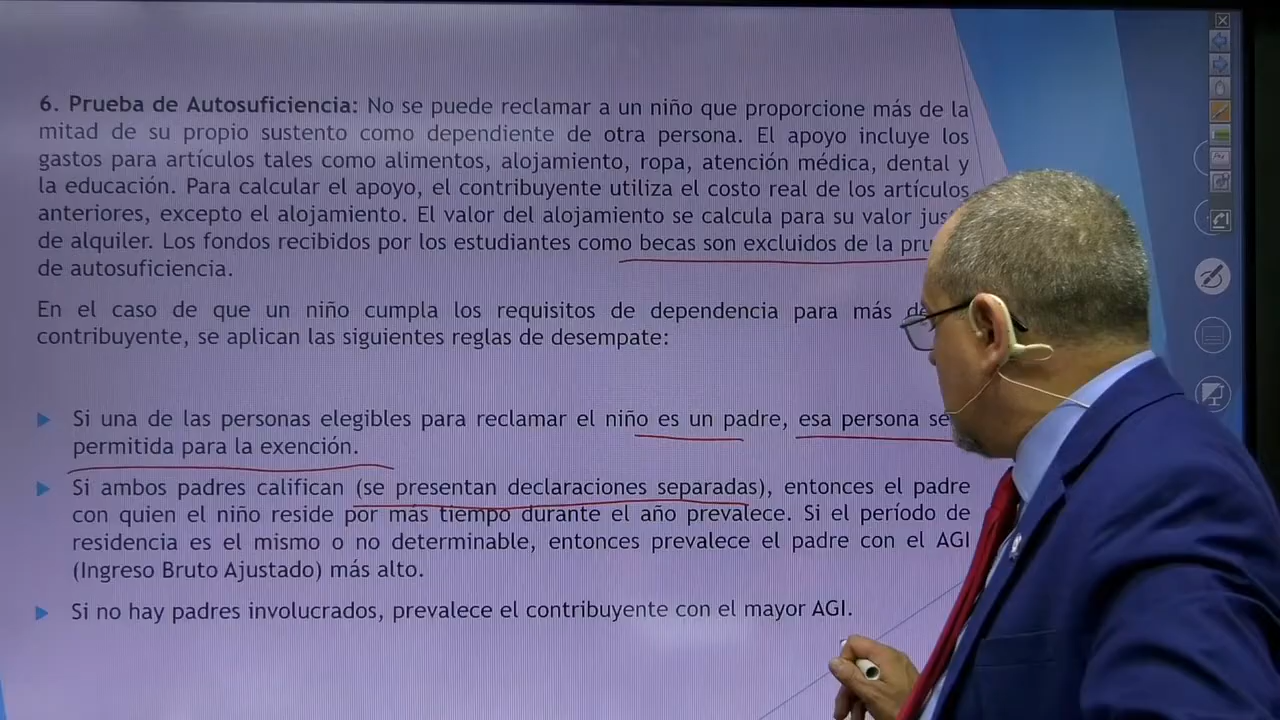 6. Prueba de Autosuficiencia: No se puede reclamar a un niño que proporcione más de la
mitad de su propio sustento como dependiente de otra persona. El apoyo incluye los
gastos para artículos tales como alimentos, alojamiento, ropa, atención médica, dental y
la educación. Para calcular el apoyo, el contribuyente utiliza el costo real de los artículos
anteriores, excepto el alojamiento. El valor del alojamiento se calcula para su valor
de alquiler. Los fondos recibidos por los estudiantes como becas son excluidos de la
de autosuficiencia.
En el caso de que un niño cumpla los requisitos de dependencia para más
contribuyente, se aplican las siguientes reglas de desempate:
Si una de las personas elegibles para reclamar el niño es un padre, esa persona
permitida para la exención.
Si ambos padres califican (se presentan declaraciones separadas), entonces el padre
con quien el niño reside por más tiempo durante el año prevalece. Si el período de
residencia es el mismo o no determinable, entonces prevalece el padre con el AGI
(Ingreso Bruto Ajustado) más alto.
Si no hay padres involucrados, prevalece el contribuyente con el mayor AGI.